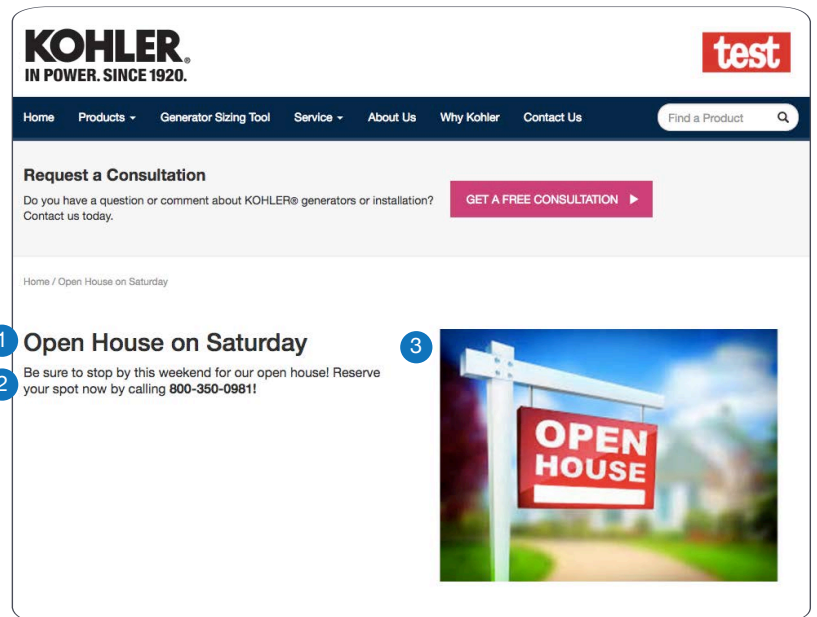 KOHLER®
IN POWER. SINCE 1920.
test
Home Products Generator Sizing Tool Service About Us Why Kohler Contact Us Find a Product
Request a Consultation
Do you have a question or comment about KOHLER® generators or installation?
Contact us today.
GET A FREE CONSULTATION
Home / Open House on Saturday
1 Open House on Saturday
Be sure to stop by this weekend for our open house! Reserve
2 your spot now by calling 800-350-0981!
3
OPEN
HOUSE